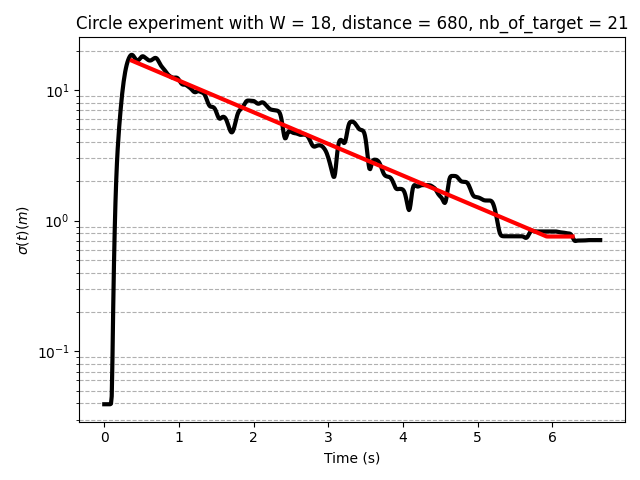 Circle experiment with W = 18, distance = 680, nb_of_target = 21
10¹
10⁰
10⁻¹
σ(t)(m)
0 1 2 3 4 5 6
Time (s)